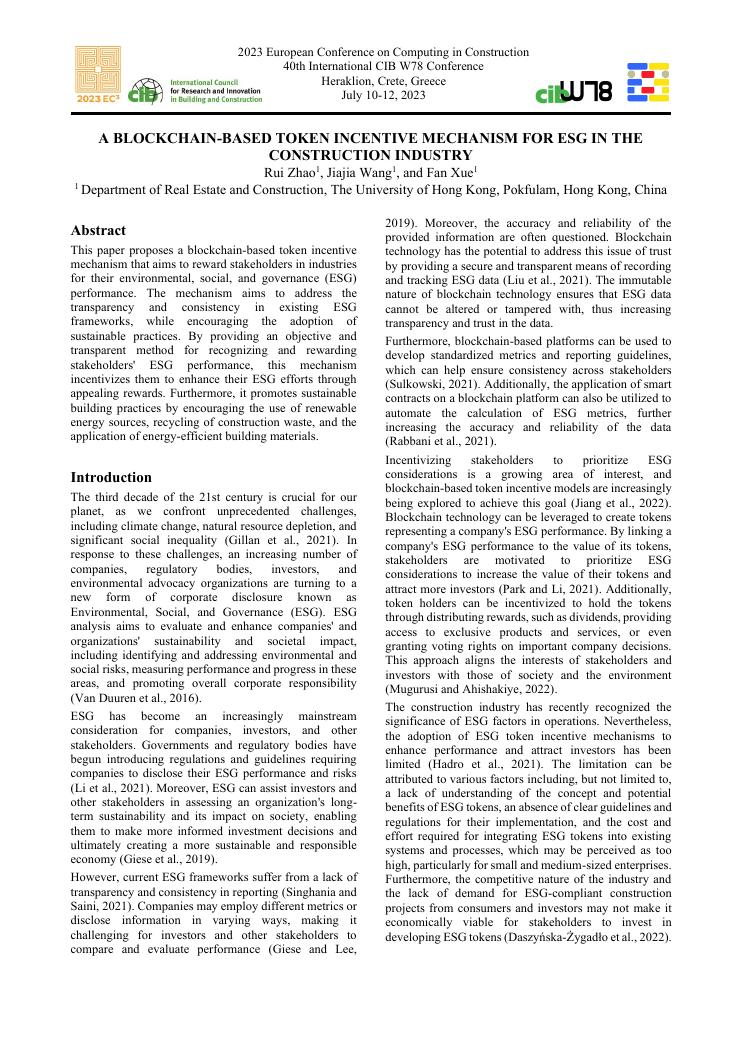 2023 European Conference on Computing in Construction
40th International CIB W78 Conference
Heraklion, Crete, Greece
July 10-12, 2023
2023 EC³
cib
International Council
for Research and Innovation
in Building and Construction
cib W78
A BLOCKCHAIN-BASED TOKEN INCENTIVE MECHANISM FOR ESG IN THE
CONSTRUCTION INDUSTRY
Rui Zhao¹, Jiajia Wang¹, and Fan Xue¹
¹ Department of Real Estate and Construction, The University of Hong Kong, Pokfulam, Hong Kong, China
Abstract
This paper proposes a blockchain-based token incentive
mechanism that aims to reward stakeholders in industries
for their environmental, social, and governance (ESG)
performance. The mechanism aims to address the
transparency and consistency in existing ESG
frameworks, while encouraging the adoption of
sustainable practices. By providing an objective and
transparent method for recognizing and rewarding
stakeholders' ESG performance, this mechanism
incentivizes them to enhance their ESG efforts through
appealing rewards. Furthermore, it promotes sustainable
building practices by encouraging the use of renewable
energy sources, recycling of construction waste, and the
application of energy-efficient building materials.
Introduction
The third decade of the 21st century is crucial for our
planet, as we confront unprecedented challenges,
including climate change, natural resource depletion, and
significant social inequality (Gillan et al., 2021). In
response to these challenges, an increasing number of
companies, regulatory bodies, investors, and
environmental advocacy organizations are turning to a
new form of corporate disclosure known as
Environmental, Social, and Governance (ESG). ESG
analysis aims to evaluate and enhance companies' and
organizations' sustainability and societal impact,
including identifying and addressing environmental and
social risks, measuring performance and progress in these
areas, and promoting overall corporate responsibility
(Van Duuren et al., 2016).
ESG has become an increasingly mainstream
consideration for companies, investors, and other
stakeholders. Governments and regulatory bodies have
begun introducing regulations and guidelines requiring
companies to disclose their ESG performance and risks
(Li et al., 2021). Moreover, ESG can assist investors and
other stakeholders in assessing an organization's long-
term sustainability and its impact on society, enabling
them to make more informed investment decisions and
ultimately creating a more sustainable and responsible
economy (Giese et al., 2019).
However, current ESG frameworks suffer from a lack of
transparency and consistency in reporting (Singhania and
Saini, 2021). Companies may employ different metrics or
disclose information in varying ways, making it
challenging for investors and other stakeholders to
compare and evaluate performance (Giese and Lee,
2019). Moreover, the accuracy and reliability of the
provided information are often questioned. Blockchain
technology has the potential to address this issue of trust
by providing a secure and transparent means of recording
and tracking ESG data (Liu et al., 2021). The immutable
nature of blockchain technology ensures that ESG data
cannot be altered or tampered with, thus increasing
transparency and trust in the data.
Furthermore, blockchain-based platforms can be used to
develop standardized metrics and reporting guidelines,
which can help ensure consistency across stakeholders
(Sulkowski, 2021). Additionally, the application of smart
contracts on a blockchain platform can also be utilized to
automate the calculation of ESG metrics, further
increasing the accuracy and reliability of the data
(Rabbani et al., 2021).
Incentivizing stakeholders to prioritize ESG
considerations is a growing area of interest, and
blockchain-based token incentive models are increasingly
being explored to achieve this goal (Jiang et al., 2022).
Blockchain technology can be leveraged to create tokens
representing a company's ESG performance. By linking a
company's ESG performance to the value of its tokens,
stakeholders are motivated to prioritize ESG
considerations to increase the value of their tokens and
attract more investors (Park and Li, 2021). Additionally,
token holders can be incentivized to hold the tokens
through distributing rewards, such as dividends, providing
access to exclusive products and services, or even
granting voting rights on important company decisions.
This approach aligns the interests of stakeholders and
investors with those of society and the environment
(Mugurusi and Ahishakiye, 2022).
The construction industry has recently recognized the
significance of ESG factors in operations. Nevertheless,
the adoption of ESG token incentive mechanisms to
enhance performance and attract investors has been
limited (Hadro et al., 2021). The limitation can be
attributed to various factors including, but not limited to,
a lack of understanding of the concept and potential
benefits of ESG tokens, an absence of clear guidelines and
regulations for their implementation, and the cost and
effort required for integrating ESG tokens into existing
systems and processes, which may be perceived as too
high, particularly for small and medium-sized enterprises.
Furthermore, the competitive nature of the industry and
the lack of demand for ESG-compliant construction
projects from consumers and investors may not make it
economically viable for stakeholders to invest in
developing ESG tokens (Daszyńska-Żygadło et al., 2022).